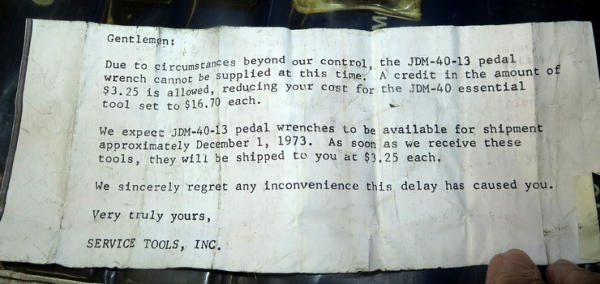 Gentlemen:
Due to circumstances beyond our control, the JDM-40-13 pedal
wrench cannot be supplied at this time. A credit in the amount of
$3.25 is allowed, reducing your cost for the JDM-40 essential
tool set to $16.70 each.
We expect JDM-40-13 pedal wrenches to be available for shipment
approximately December 1, 1973. As soon as we receive these
tools, they will be shipped to you at $3.25 each.
We sincerely regret any inconvenience this delay has caused you.
Very truly yours,
SERVICE TOOLS, INC.